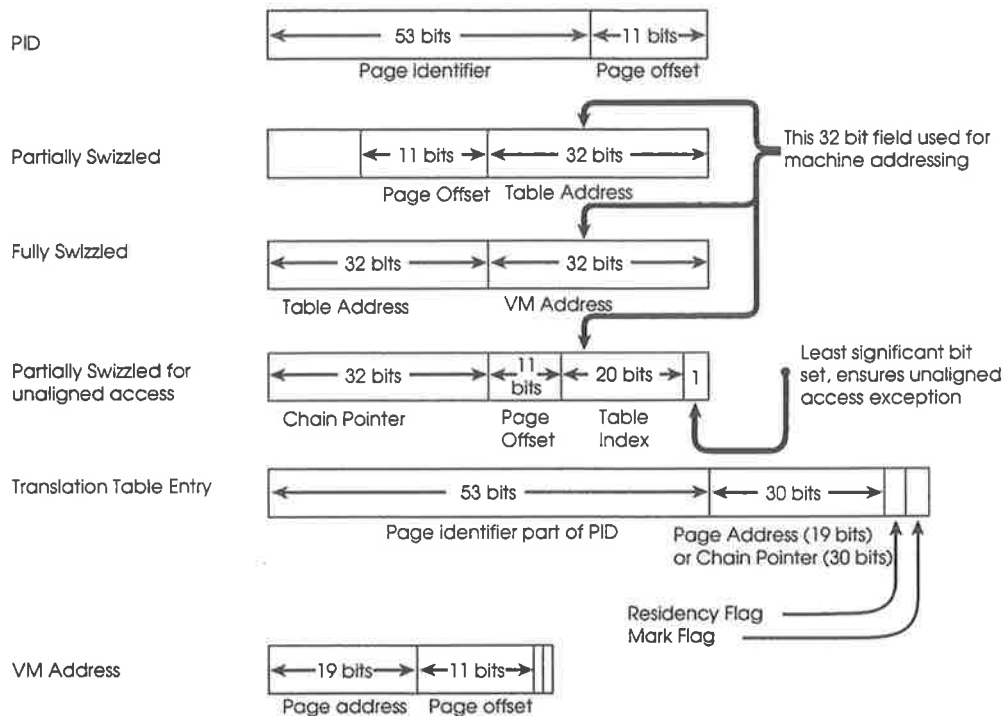 PID
53 bits
11 bits
Page identifier
Page offset
Partially Swizzled
11 bits
32 bits
Page Offset
Table Address
This 32 bit field used for
machine addressing
Fully Swizzled
32 bits
32 bits
Table Address
VM Address
Partially Swizzled for
unaligned access
32 bits
11
bits
20 bits
1
Chain Pointer
Page
Offset
Table
Index
Least significant bit
set, ensures unaligned
access exception
Translation Table Entry
53 bits
30 bits
Page identifier part of PID
Page Address (19 bits)
or Chain Pointer (30 bits)
Residency Flag
Mark Flag
VM Address
19 bits
11 bits
Page address
Page offset